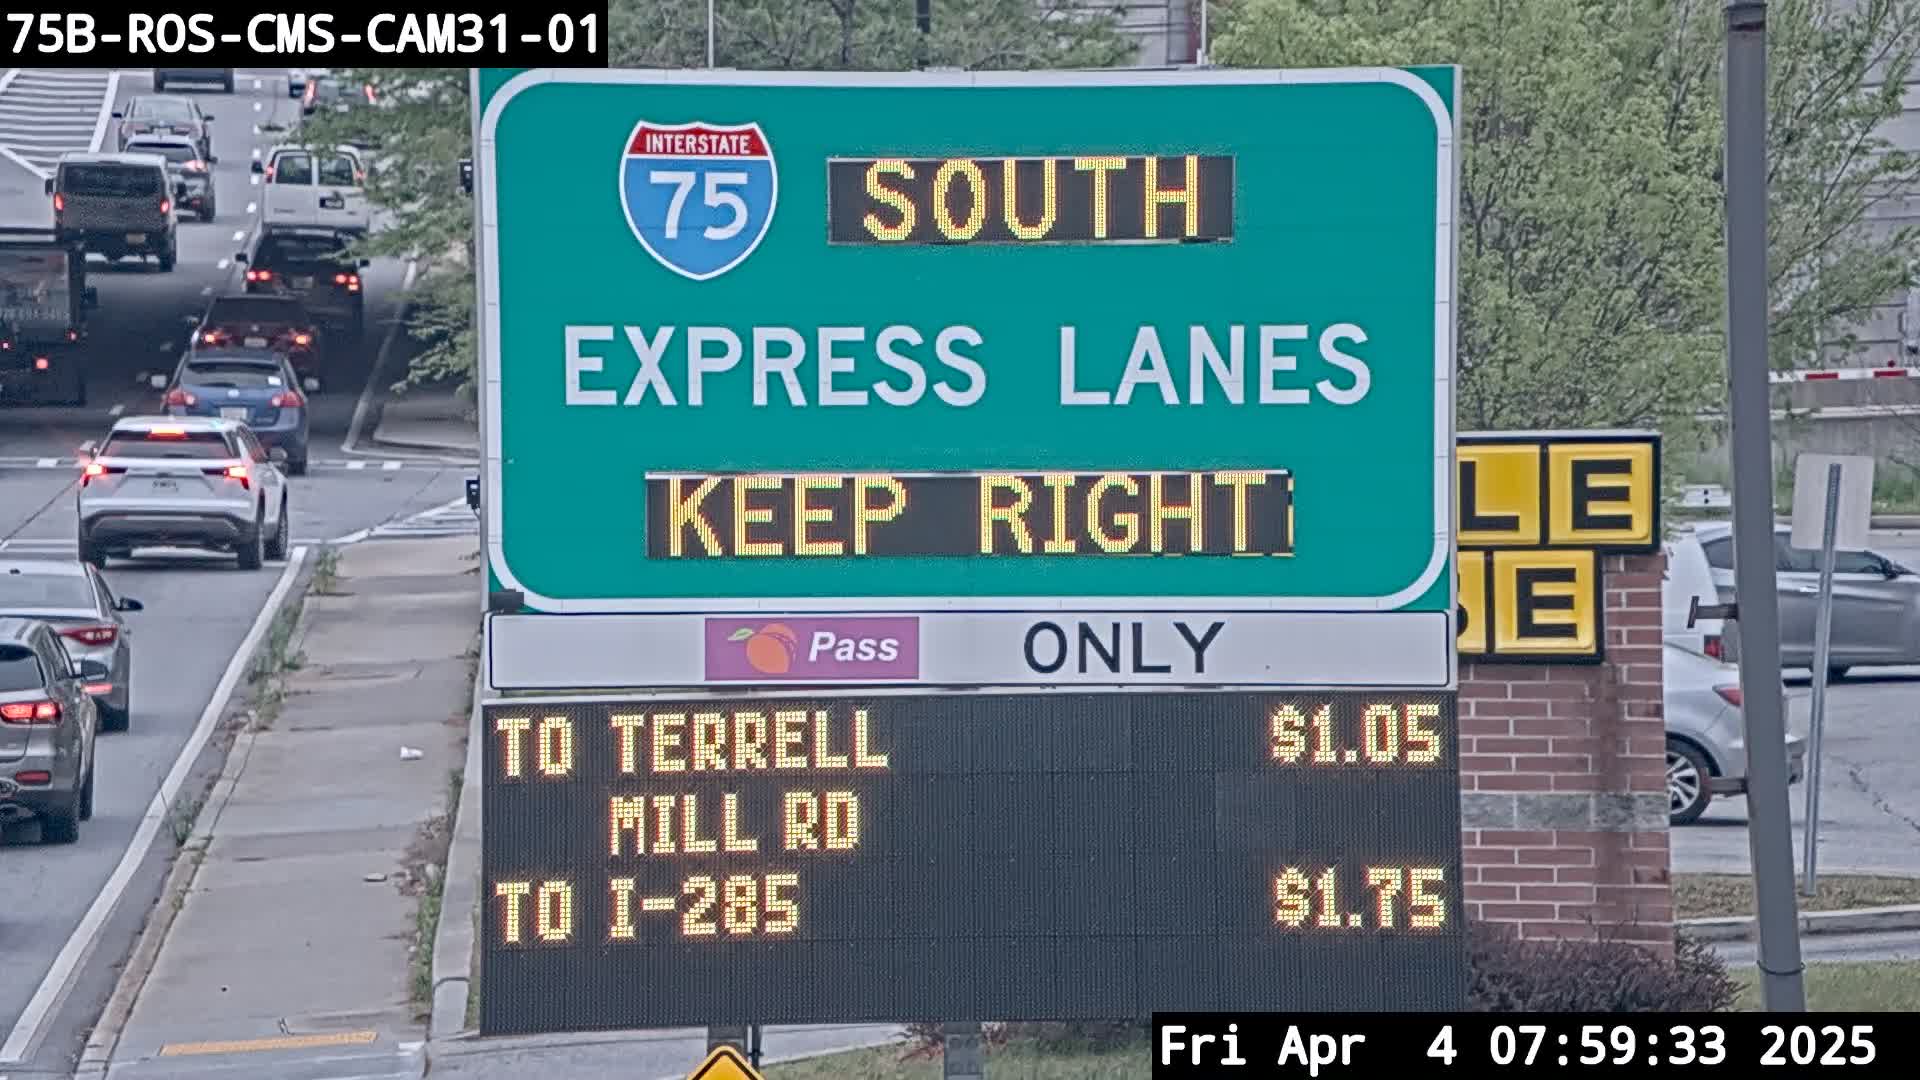 75B-ROS-CMS-CAM31-01
INTERSTATE
75
SOUTH
EXPRESS LANES
KEEP RIGHT
Pass ONLY
LE
E
TO TERRELL $1.05
MILL RD
TO I-285 $1.75
Fri Apr 4 07:59:33 2025